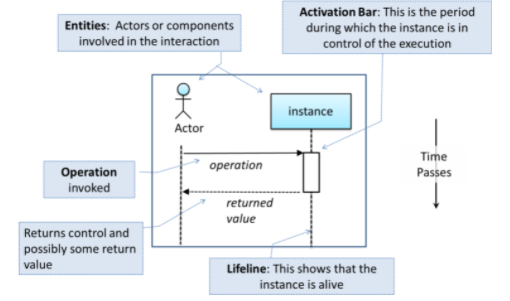 Entities: Actors or components
involved in the interaction
Activation Bar: This is the period
during which the instance is in
control of the execution
Actor
instance
Operation
invoked
operation
Time
Passes
returned
value
Returns control and
possibly some return
value
Lifeline: This shows that the
instance is alive